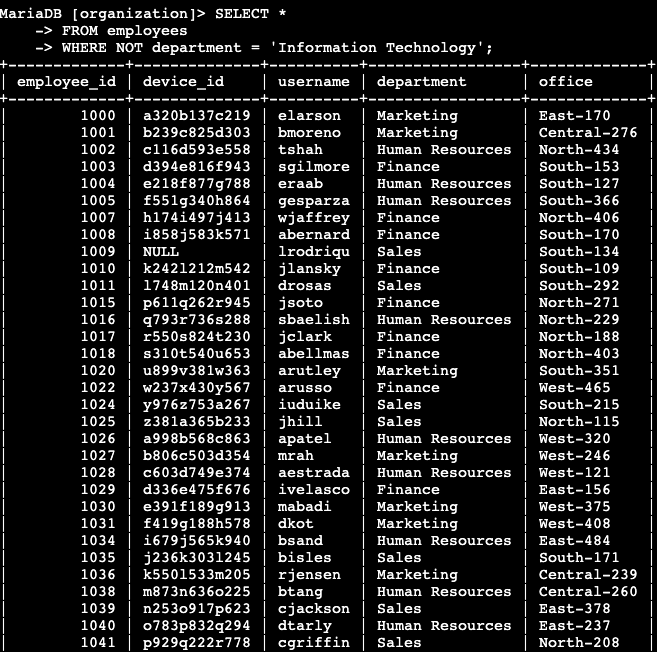 MariaDB [organization]> SELECT *
    -> FROM employees
    -> WHERE NOT department = 'Information Technology';
+-------------+--------------+----------+-----------------+-------------+
| employee_id | device_id    | username | department      | office      |
+-------------+--------------+----------+-----------------+-------------+
|        1000 | a320b137c219 | elarson  | Marketing       | East-170    |
|        1001 | b239c825d303 | bmoreno  | Marketing       | Central-276 |
|        1002 | c116d593e558 | tshah    | Human Resources | North-434   |
|        1003 | d394e816f943 | sgilmore | Finance         | South-153   |
|        1004 | e218f877g788 | eraab    | Human Resources | South-127   |
|        1005 | f551g340h864 | gesparza | Human Resources | South-366   |
|        1007 | h174i497j413 | wjaffrey | Finance         | North-406   |
|        1008 | i858j583k571 | abernard | Finance         | South-170   |
|        1009 | NULL         | lrodriqu | Sales           | South-134   |
|        1010 | k242l212m542 | jlansky  | Finance         | South-109   |
|        1011 | l748m120n401 | drosas   | Sales           | South-292   |
|        1015 | p611q262r945 | jsoto    | Finance         | North-271   |
|        1016 | q793r736s288 | sbaelish | Human Resources | North-229   |
|        1017 | r550s824t230 | jclark   | Finance         | North-188   |
|        1018 | s310t540u653 | abellmas | Finance         | North-403   |
|        1020 | u899v381w363 | arutley  | Marketing       | South-351   |
|        1022 | w237x430y567 | arusso   | Finance         | West-465    |
|        1024 | y976z753a267 | iuduike  | Sales           | South-215   |
|        1025 | z381a365b233 | jhill    | Sales           | North-115   |
|        1026 | a998b568c863 | apatel   | Human Resources | West-320    |
|        1027 | b806c503d354 | mrah     | Marketing       | West-246    |
|        1028 | c603d749e374 | aestrada | Human Resources | West-121    |
|        1029 | d336e475f676 | ivelasco | Finance         | East-156    |
|        1030 | e391f189g913 | mabadi   | Marketing       | West-375    |
|        1031 | f419g188h578 | dkot     | Marketing       | West-408    |
|        1034 | i679j565k940 | bsand    | Human Resources | East-484    |
|        1035 | j236k303l245 | bisles   | Sales           | South-171   |
|        1036 | k550l533m205 | rjensen  | Marketing       | Central-239 |
|        1038 | m873n636o225 | btang    | Human Resources | Central-260 |
|        1039 | n253o917p623 | cjackson | Sales           | East-378    |
|        1040 | o783p832q294 | dtarly   | Human Resources | East-237    |
|        1041 | p929q222r778 | cgriffin | Sales           | North-208   |